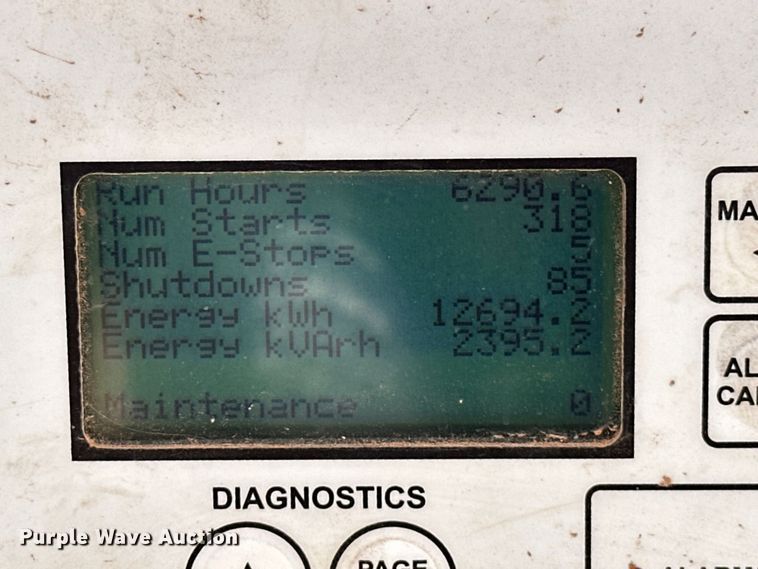 Run Hours 6290.6
Num Starts 318
Num E-Stops 5
Shutdowns 85
Energy kWh 12694.2
Energy kVArh 2395.2
Maintenance 0
MA
AL
CA
DIAGNOSTICS
PAGE
Purple Wave Auction